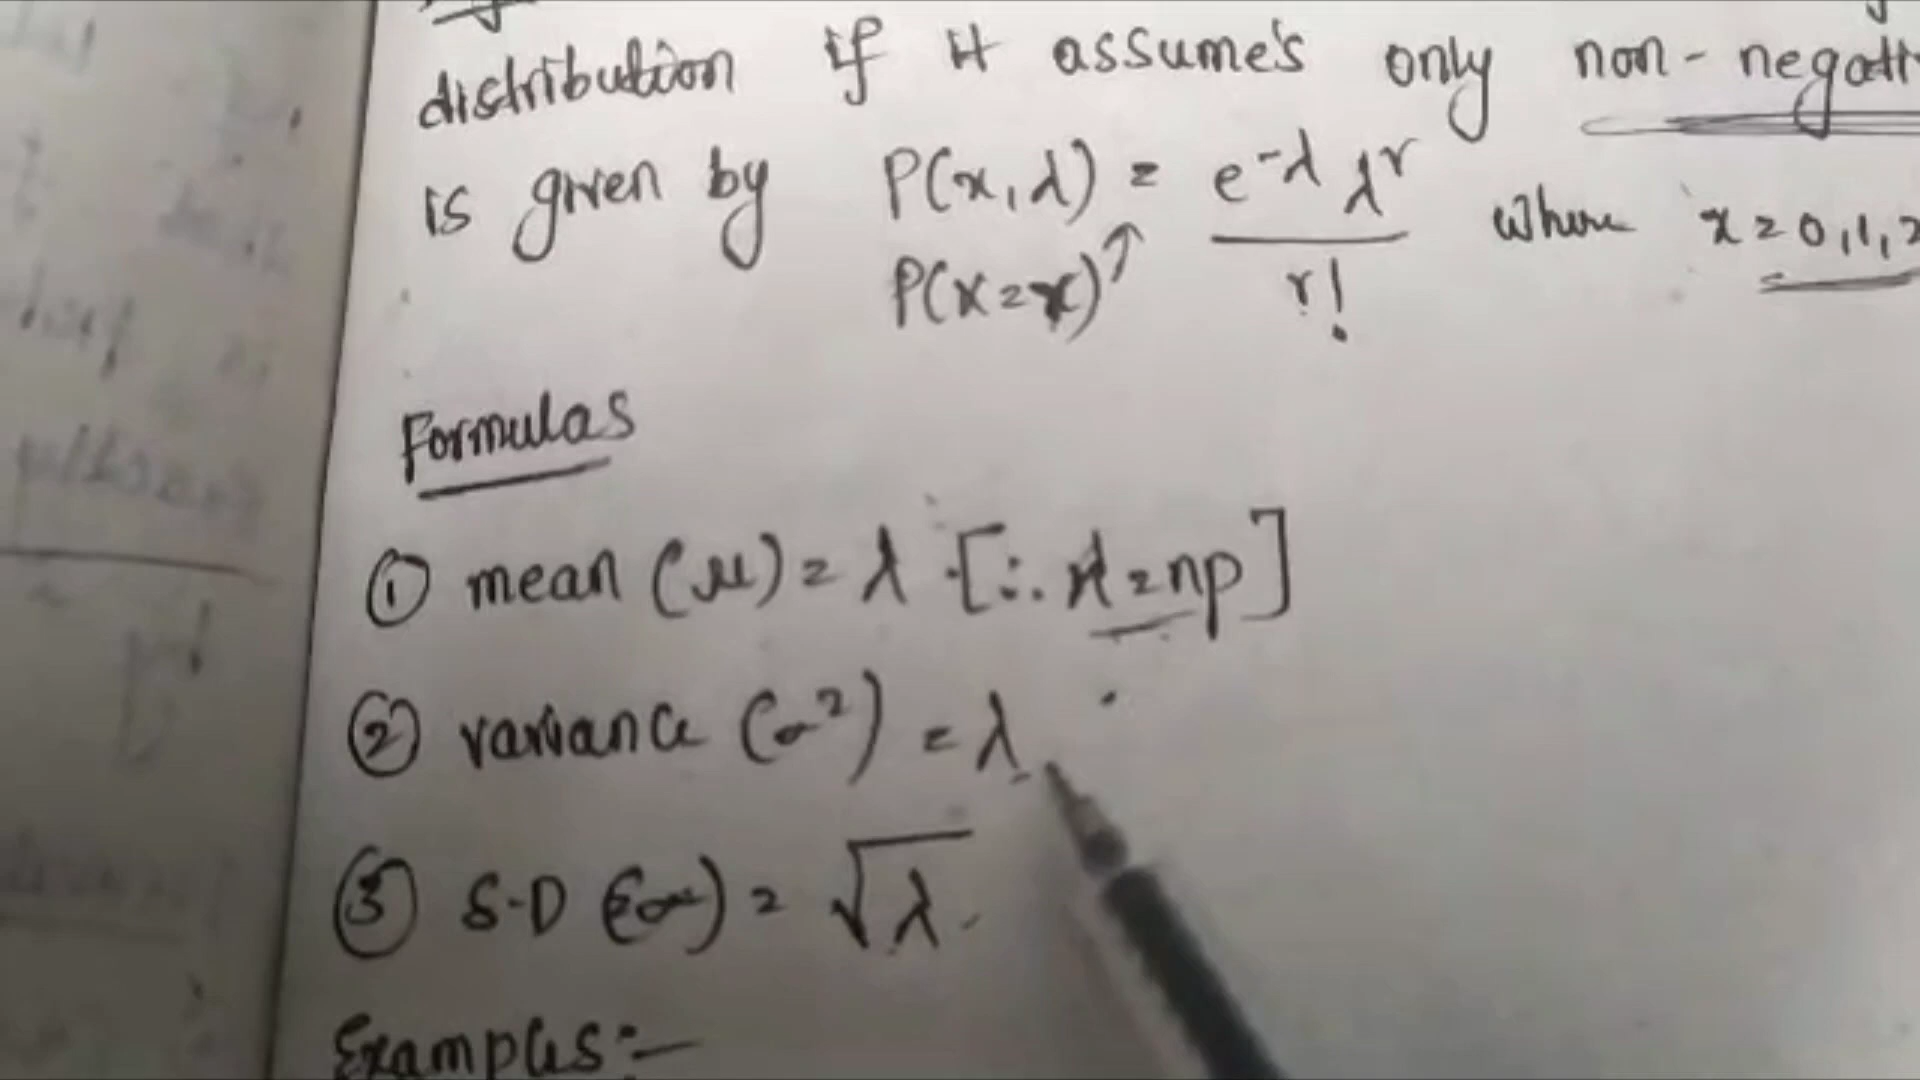 distribution if it assume's only non-negati
is given by P(x,λ) = e^-λ λ^r / r! where x = 0,1,2
P(X=x)
Formulas
① mean (μ) = λ [∴ λ = np]
② variance (σ²) = λ
③ S.D (σ) = √λ
Examples:-